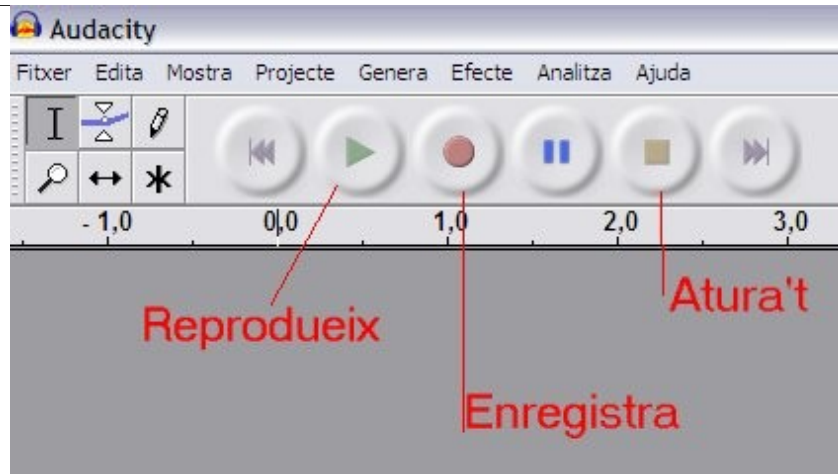 Audacity
Fitxer Edita Mostra Projecte Genera Efecte Analitza Ajuda
- 1,0 0,0 1,0 2,0 3,0
Atura't
Reprodueix
Enregistra